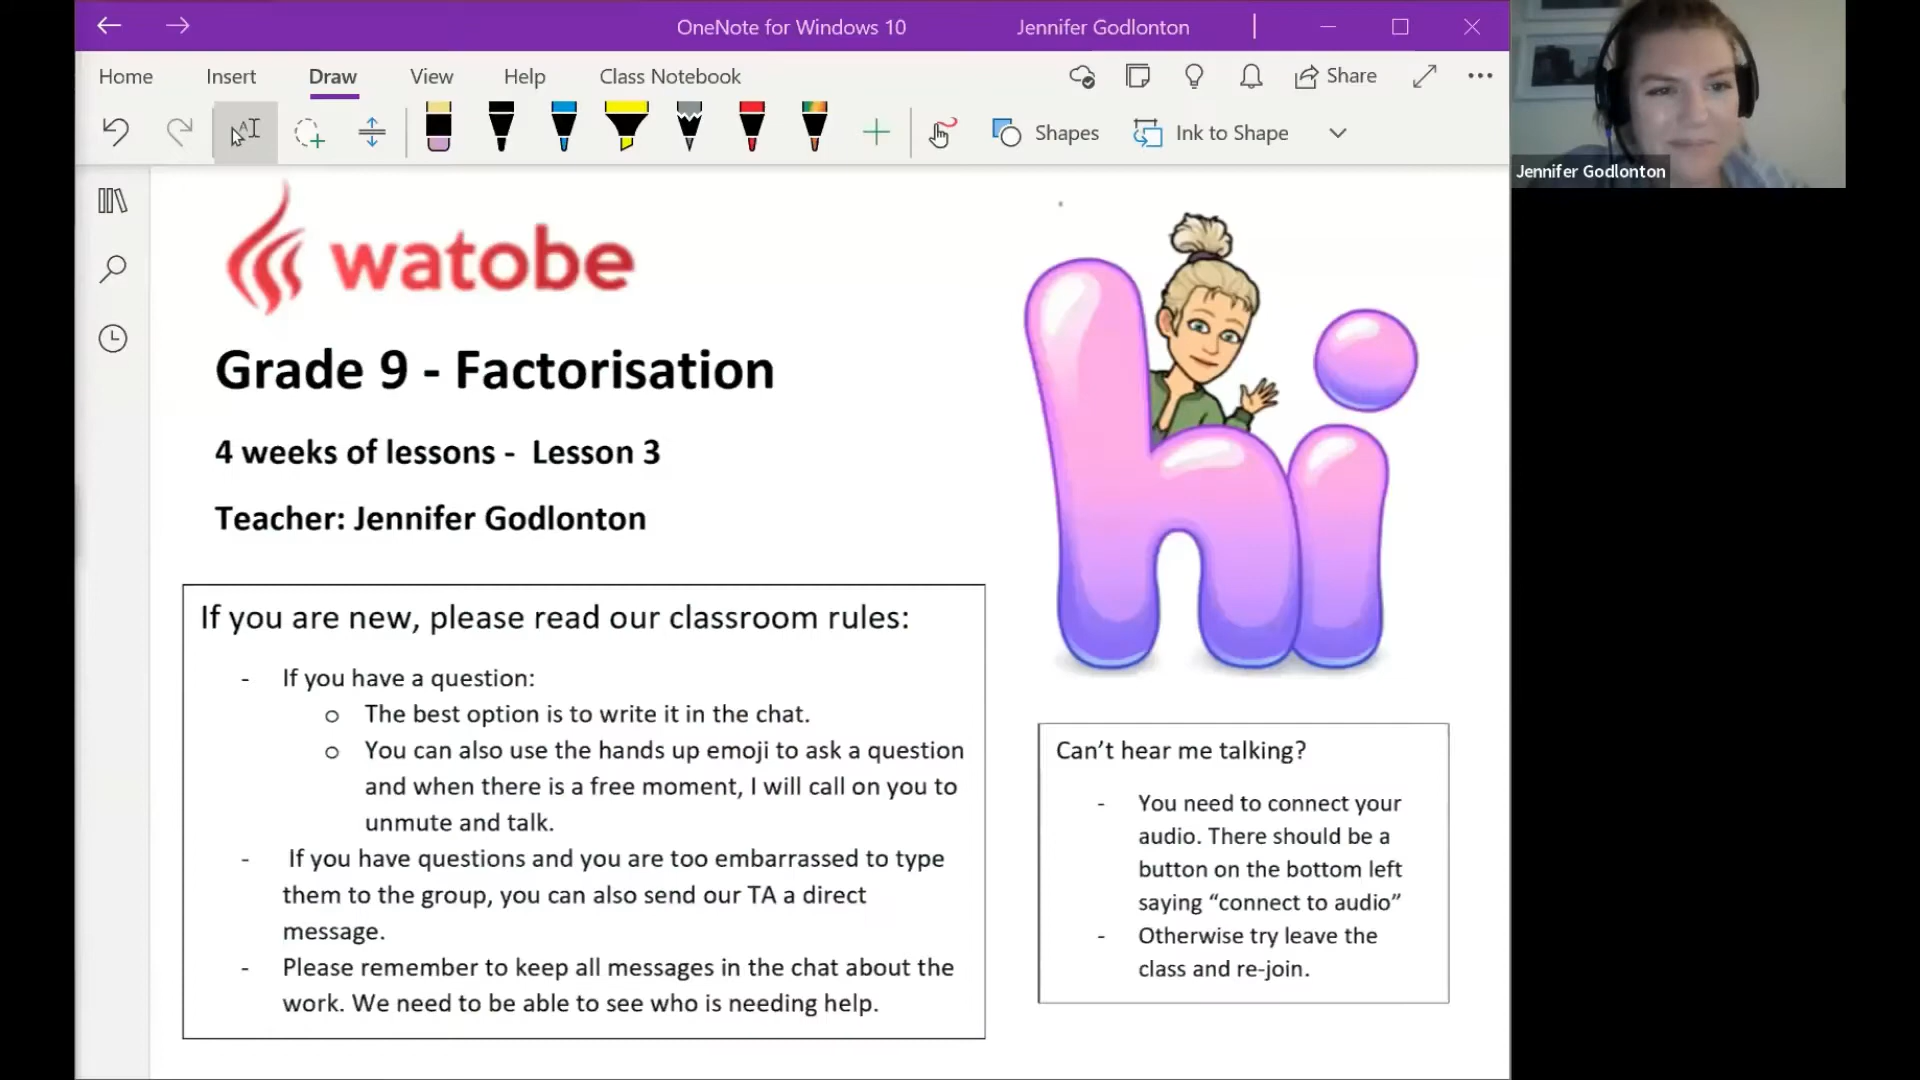 OneNote for Windows 10
Jennifer Godlonton
Home Insert Draw View Help Class Notebook Share
Shapes Ink to Shape
Jennifer Godlonton
watobe
hi
Grade 9 - Factorisation
4 weeks of lessons - Lesson 3
Teacher: Jennifer Godlonton
If you are new, please read our classroom rules:
- If you have a question:
o The best option is to write it in the chat.
o You can also use the hands up emoji to ask a question
and when there is a free moment, I will call on you to
unmute and talk.
- If you have questions and you are too embarrassed to type
them to the group, you can also send our TA a direct
message.
- Please remember to keep all messages in the chat about the
work. We need to be able to see who is needing help.
Can’t hear me talking?
- You need to connect your
audio. There should be a
button on the bottom left
saying “connect to audio”
- Otherwise try leave the
class and re-join.